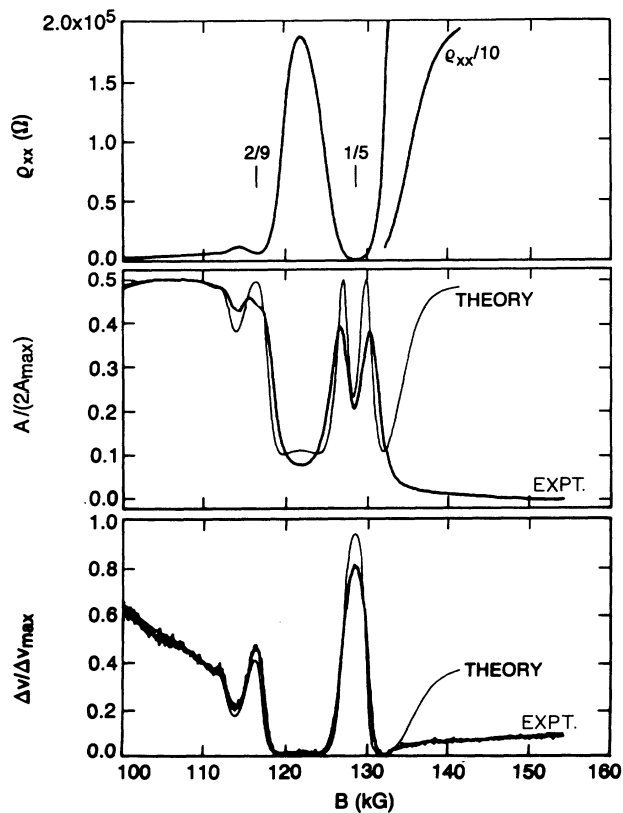 2.0x10⁵
1.5
1.0
0.5
0.0
ϱxx (Ω)
2/9
1/5
ϱxx/10
0.5
0.4
0.3
0.2
0.1
0.0
A/(2Amax)
THEORY
EXPT.
1.0
0.8
0.6
0.4
0.2
0.0
Δv/Δvmax
THEORY
EXPT.
100
110
120
130
140
150
160
B (kG)